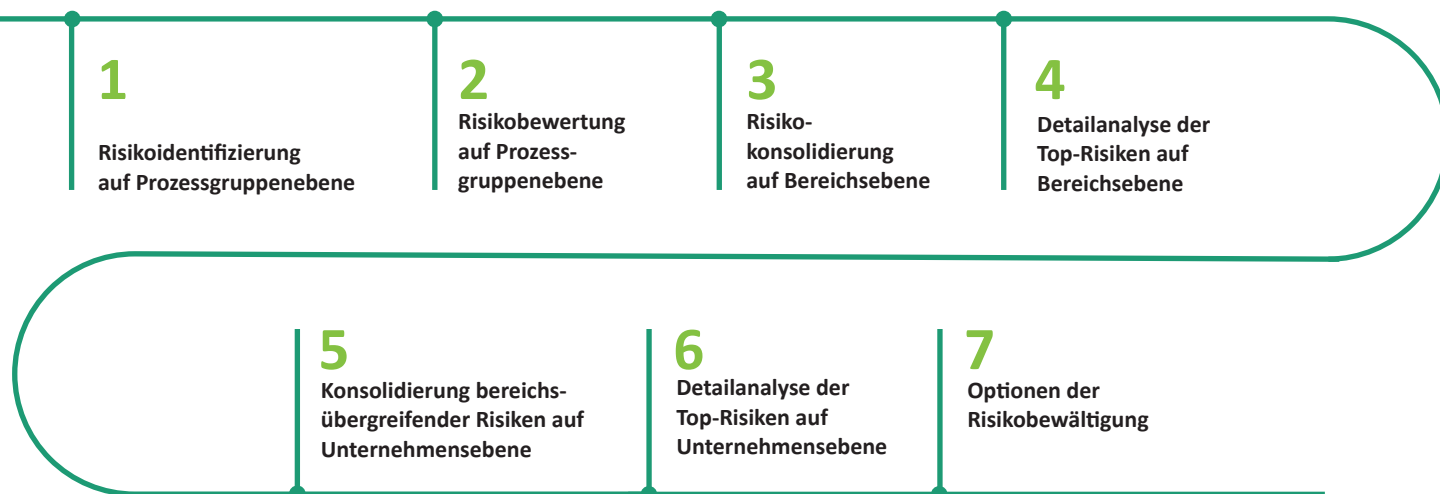 1
Risikoidentifizierung
auf Prozessgruppenebene
2
Risikobewertung
auf Prozess-
gruppenebene
3
Risiko-
konsolidierung
auf Bereichsebene
4
Detailanalyse der
Top-Risiken auf
Bereichsebene
5
Konsolidierung bereichs-
übergreifender Risiken auf
Unternehmensebene
6
Detailanalyse der
Top-Risiken auf
Unternehmensebene
7
Optionen der
Risikobewältigung